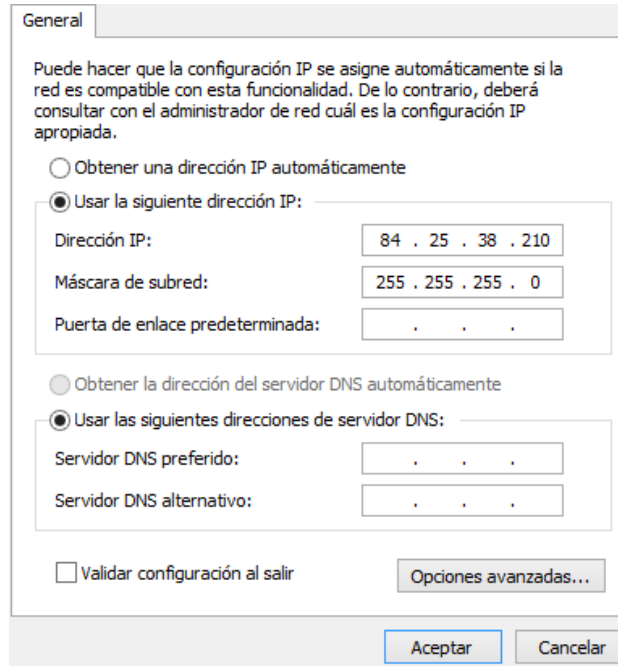 General
Puede hacer que la configuración IP se asigne automáticamente si la
red es compatible con esta funcionalidad. De lo contrario, deberá
consultar con el administrador de red cuál es la configuración IP
apropiada.
Obtener una dirección IP automáticamente
Usar la siguiente dirección IP:
Dirección IP: 84 . 25 . 38 . 210
Máscara de subred: 255 . 255 . 255 . 0
Puerta de enlace predeterminada: . . .
Obtener la dirección del servidor DNS automáticamente
Usar las siguientes direcciones de servidor DNS:
Servidor DNS preferido: . . .
Servidor DNS alternativo: . . .
Validar configuración al salir Opciones avanzadas...
Aceptar Cancelar